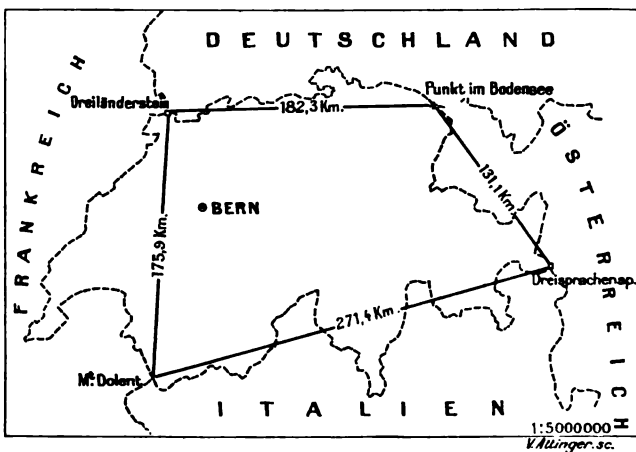 DEUTSCHLAND
FRANKREICH
ÖSTERREICH
Dreiländerstein
182,3 Km.
Punkt im Bodensee
131,1 Km.
BERN
175,9 Km.
Dreisprachensp.
271,4 Km.
Mt. Dolent
ITALIEN
1:5000000
V. Attinger. sc.